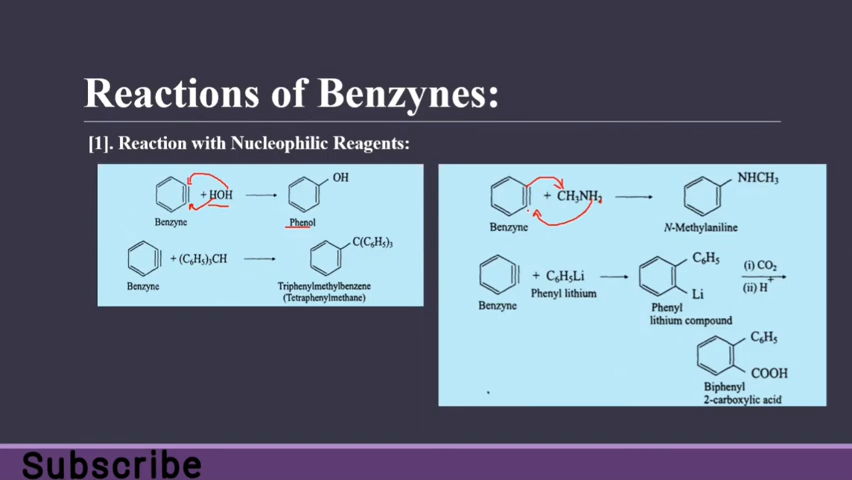 Reactions of Benzynes:
[1]. Reaction with Nucleophilic Reagents:
+ HOH
OH
Benzyne
Phenol
+ (C₆H₅)₃CH
C(C₆H₅)₃
Benzyne
Triphenylmethylbenzene
(Tetraphenylmethane)
+ CH₃NH₂
NHCH₃
Benzyne
N-Methylaniline
+ C₆H₅Li
C₆H₅
(i) CO₂
Benzyne
Phenyl lithium
Li
(ii) H⁺
Phenyl
lithium compound
C₆H₅
COOH
Biphenyl
2-carboxylic acid
Subscribe